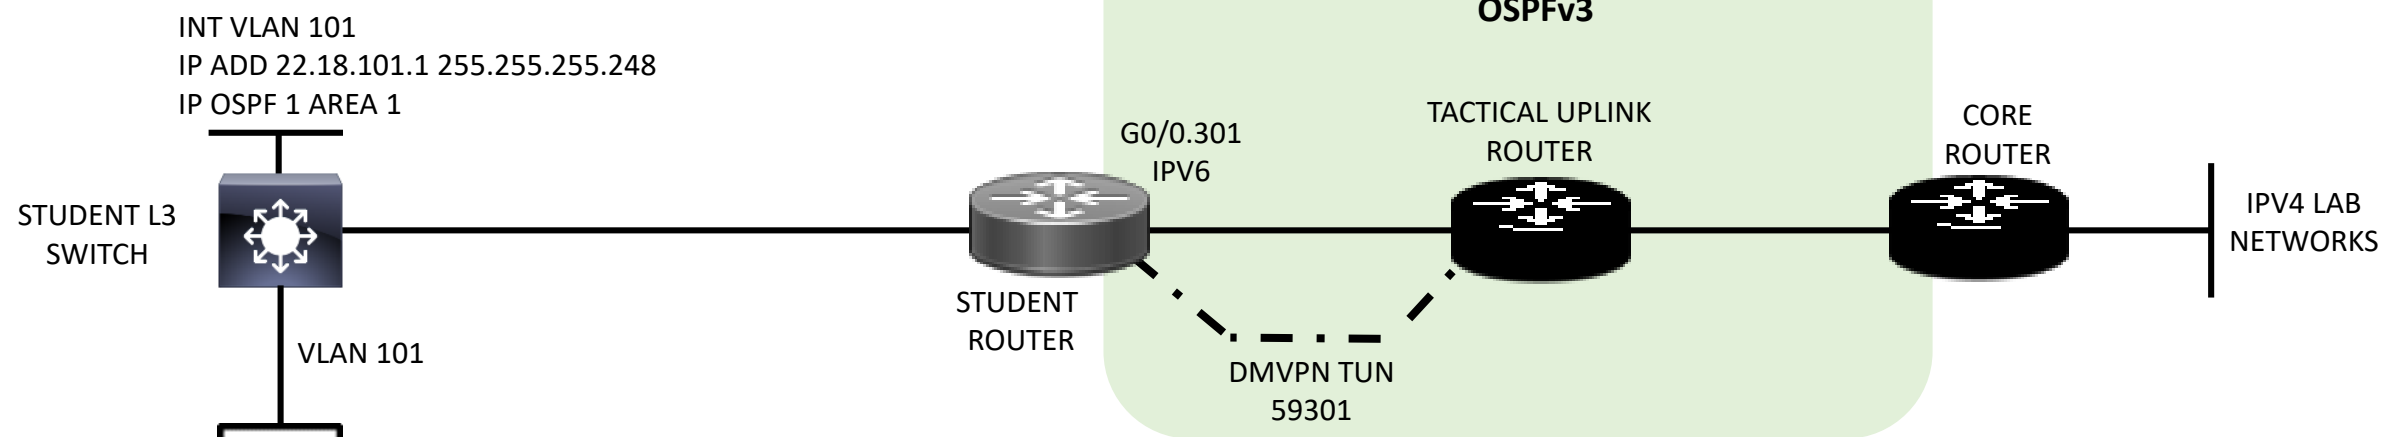 INT VLAN 101
IP ADD 22.18.101.1 255.255.255.248
IP OSPF 1 AREA 1
STUDENT L3
SWITCH
VLAN 101
OSPFv3
G0/0.301
IPV6
STUDENT
ROUTER
TACTICAL UPLINK
ROUTER
DMVPN TUN
59301
CORE
ROUTER
IPV4 LAB
NETWORKS